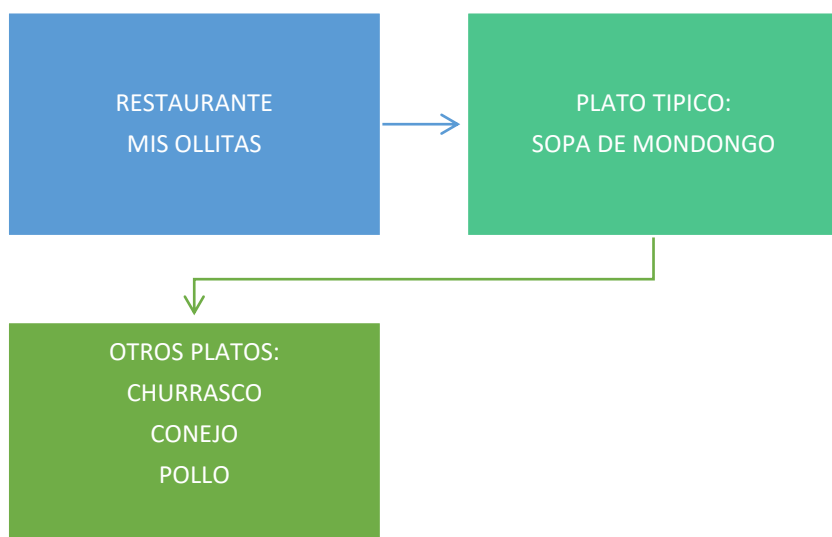 RESTAURANTE
MIS OLLITAS
PLATO TIPICO:
SOPA DE MONDONGO
OTROS PLATOS:
CHURRASCO
CONEJO
POLLO